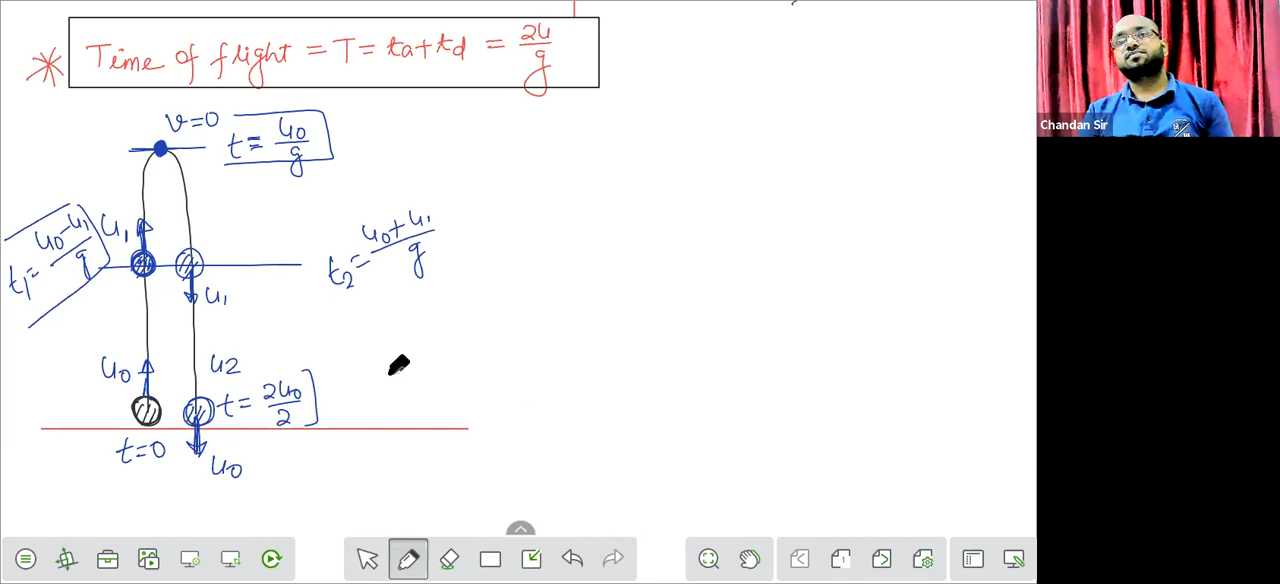 * Time of flight = T = ta + td = 2u/g
v=0
t = u0/g
u1
t1 = u0-u1/g
t2 = u0+u1/g
u1
u0
u2
t = 2u0/2
t=0
u0
Chandan Sir
1